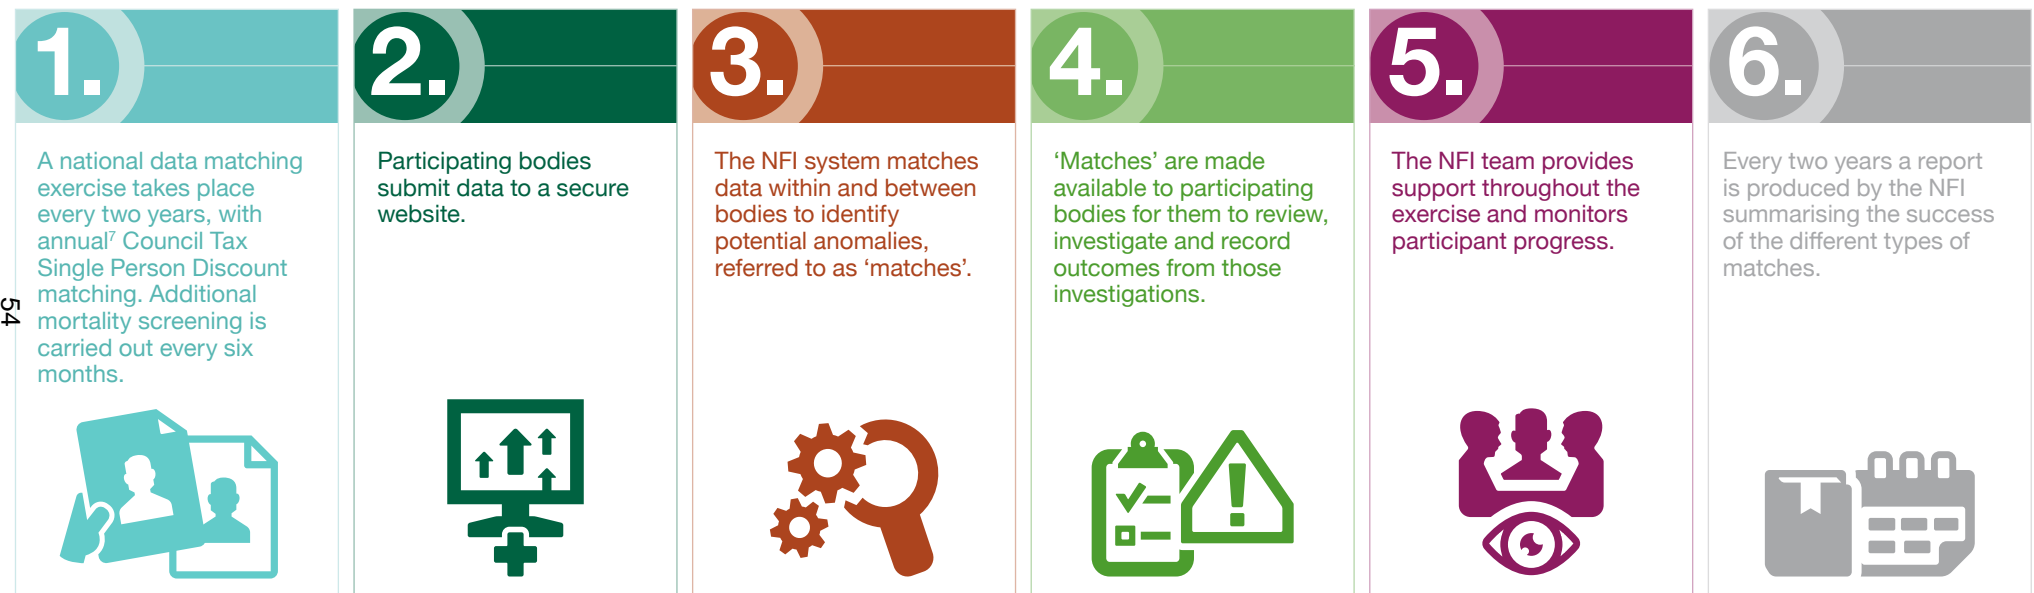 1.
A national data matching
exercise takes place
every two years, with
annual⁷ Council Tax
Single Person Discount
matching. Additional
mortality screening is
carried out every six
months.
2.
Participating bodies
submit data to a secure
website.
3.
The NFI system matches
data within and between
bodies to identify
potential anomalies,
referred to as ‘matches’.
4.
‘Matches’ are made
available to participating
bodies for them to review,
investigate and record
outcomes from those
investigations.
5.
The NFI team provides
support throughout the
exercise and monitors
participant progress.
6.
Every two years a report
is produced by the NFI
summarising the success
of the different types of
matches.
54